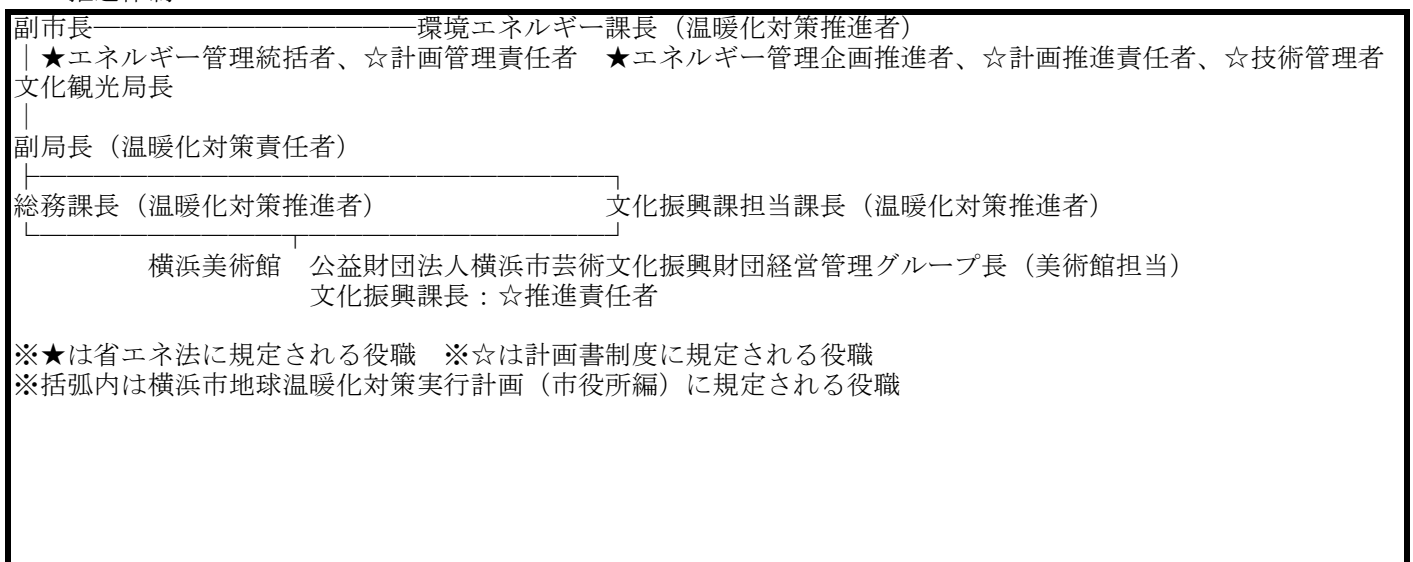 副市長────────────環境エネルギー課長（温暖化対策推進者）
｜★エネルギー管理統括者、☆計画管理責任者　★エネルギー管理企画推進者、☆計画推進責任者、☆技術管理者
文化観光局長
｜
副局長（温暖化対策責任者）
├─────────────────────┐
総務課長（温暖化対策推進者）　　　　　　　　　文化振興課担当課長（温暖化対策推進者）
└──────────┬──────────┘
横浜美術館　公益財団法人横浜市芸術文化振興財団経営管理グループ長（美術館担当）
文化振興課長：☆推進責任者
※★は省エネ法に規定される役職　※☆は計画書制度に規定される役職
※括弧内は横浜市地球温暖化対策実行計画（市役所編）に規定される役職